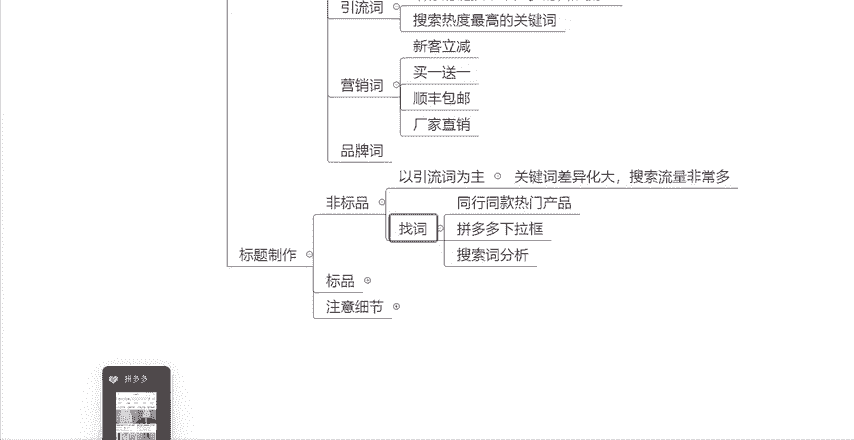 引流词
搜索热度最高的关键词
新客立减
买一送一
营销词
顺丰包邮
厂家直销
品牌词
以引流词为主 关键词差异化大，搜索流量非常多
非标品
同行同款热门产品
找词
拼多多下拉框
标题制作
搜索词分析
标品
注意细节
拼多多